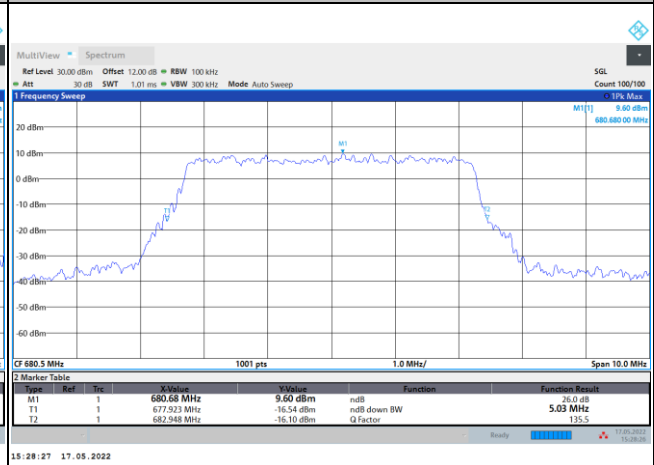 MultiView Spectrum
Ref Level 30.00 dBm Offset 12.00 dB RBW 100 kHz SGL
Att 30 dB SWT 1.01 ms VBW 300 kHz Mode Auto Sweep Count 100/100
1 Frequency Sweep 1Pk Max
M1[1] 9.60 dBm
680.680 00 MHz
20 dBm
M1
10 dBm
0 dBm
-10 dBm
T1 T2
-20 dBm
-30 dBm
-40 dBm
-50 dBm
-60 dBm
CF 680.5 MHz 1001 pts 1.0 MHz/ Span 10.0 MHz
2 Marker Table
Type Ref Trc X-Value Y-Value Function Function Result
M1 1 680.68 MHz 9.60 dBm ndB 26.0 dB
T1 1 677.923 MHz -16.54 dBm ndB down BW 5.03 MHz
T2 1 682.948 MHz -16.10 dBm Q Factor 135.5
Ready 17.05.2022
15:28:26
15:28:27 17.05.2022